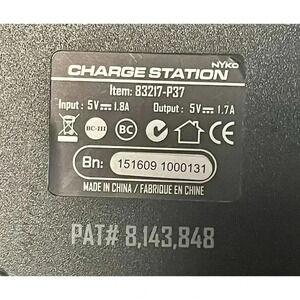 NYKO
CHARGE STATION
Item: 83217-P37
Input: 5V⎓1.8A Output: 5V⎓1.7A
BC-III BC CE
Bn: 151609 1000131
MADE IN CHINA / FABRIQUE EN CHINE
PAT# 8,143,848